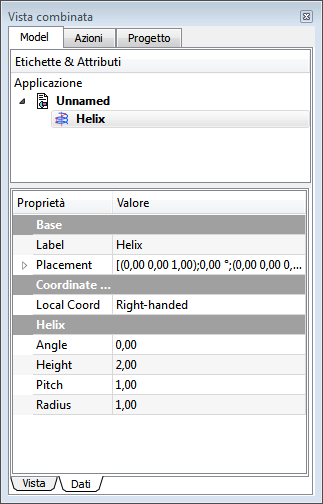 Vista combinata
Model Azioni Progetto
Etichette & Attributi
Applicazione
Unnamed
Helix
Proprietà Valore
Base
Label Helix
Placement [(0,00 0,00 1,00);0,00 °;(0,00 0,00 0,...
Coordinate ...
Local Coord Right-handed
Helix
Angle 0,00
Height 2,00
Pitch 1,00
Radius 1,00
Vista Dati